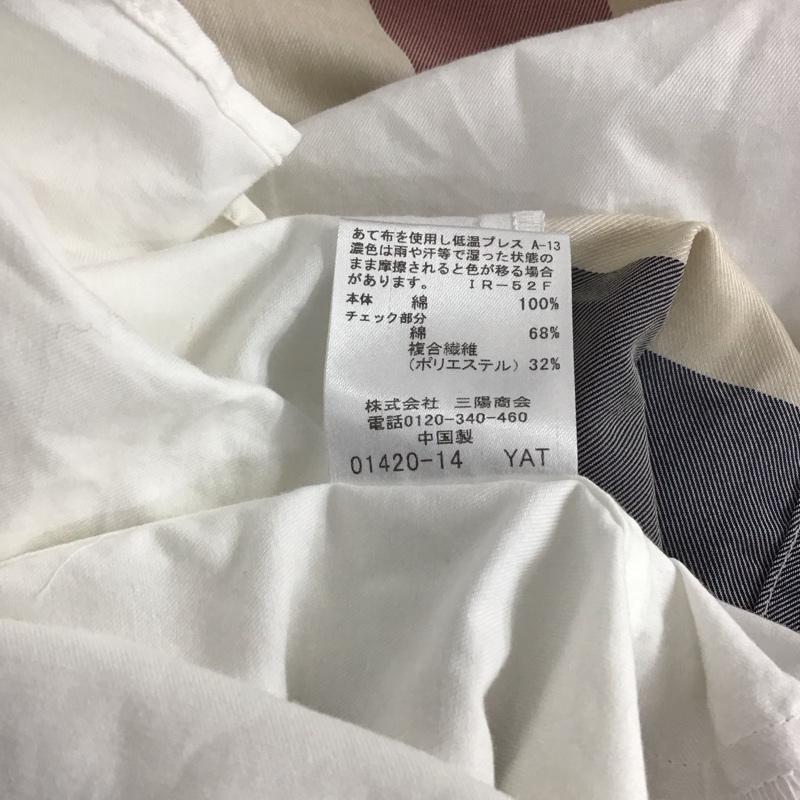 あて布を使用し低温プレス A-13
濃色は雨や汗等で湿った状態の
まま摩擦されると色が移る場合
があります。 IR-52F
本体 綿 100%
チェック部分
綿 68%
複合繊維
(ポリエステル) 32%
株式会社 三陽商会
電話0120-340-460
中国製
01420-14 YAT